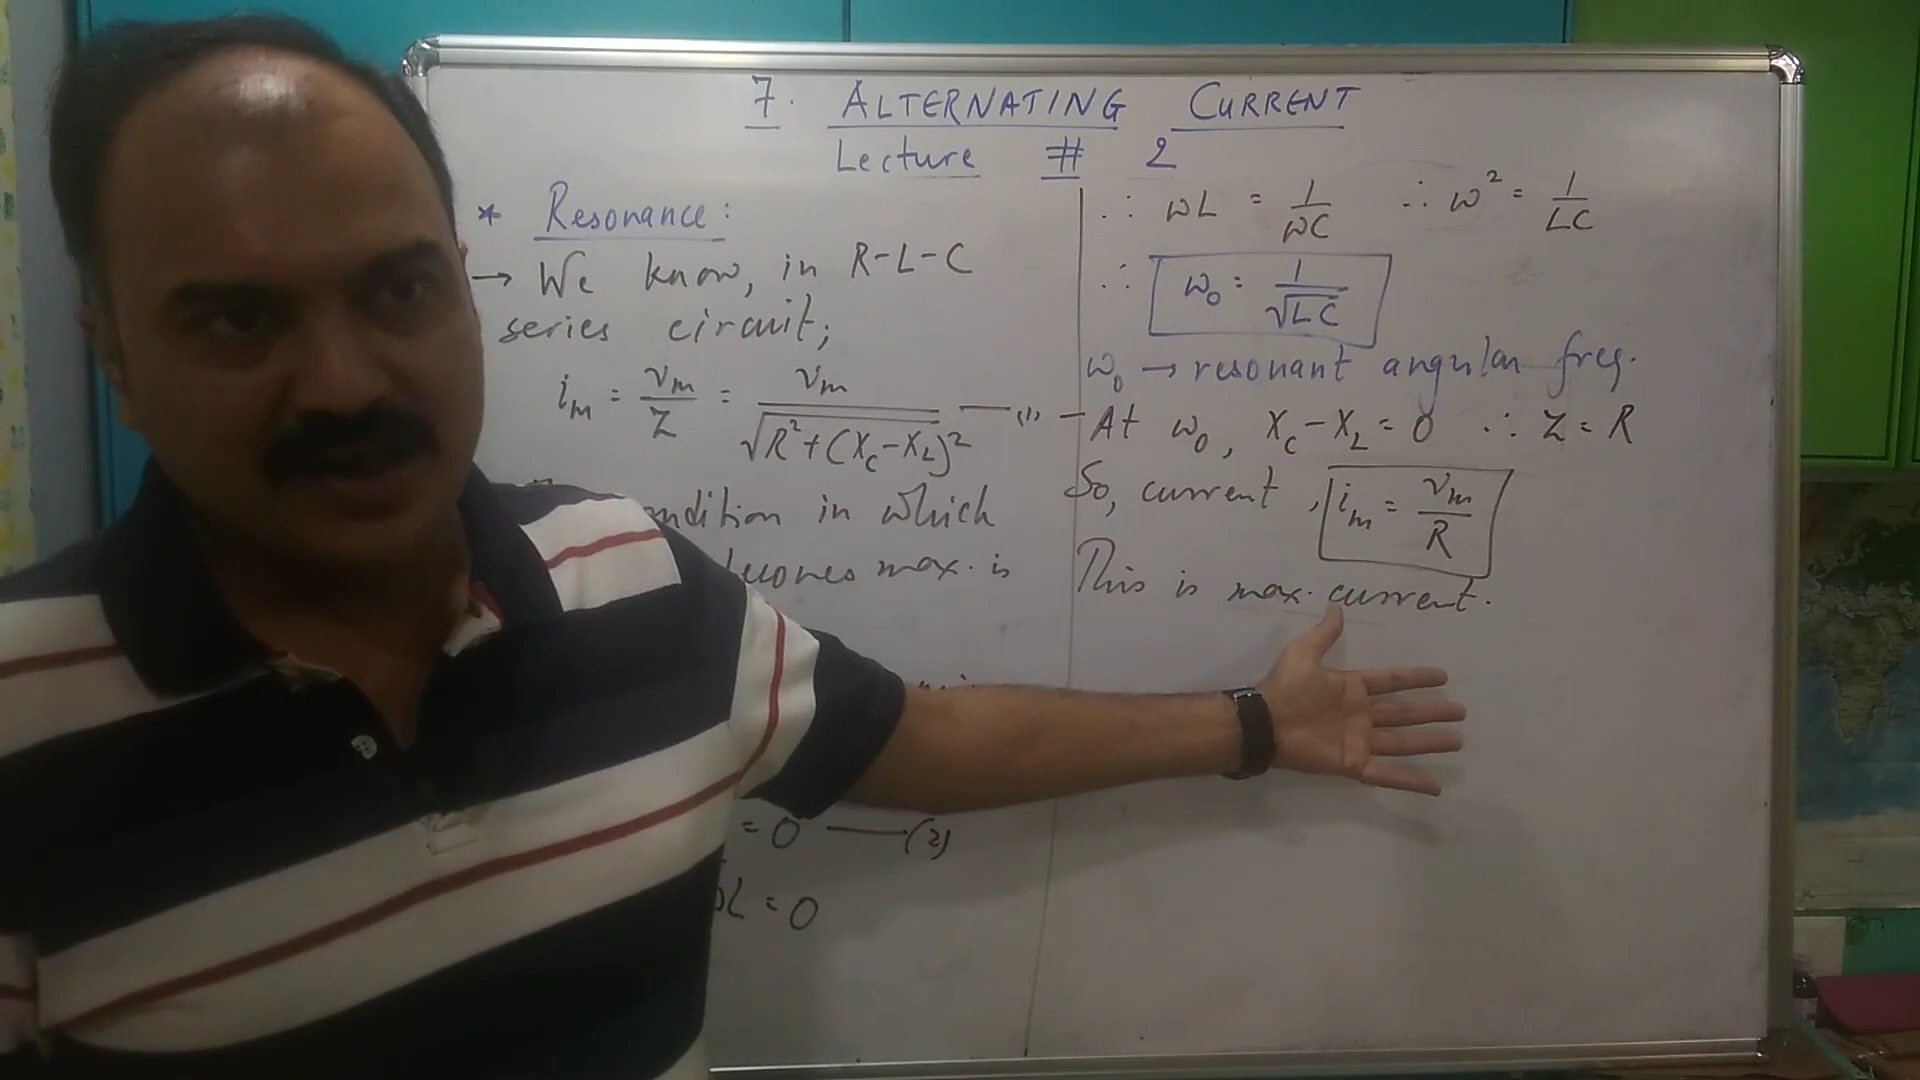 7. ALTERNATING CURRENT
Lecture # 2
* Resonance:
→ We know, in R-L-C
series circuit;
i_m = v_m / Z = v_m / √(R² + (X_C - X_L)²) — (1)
in which
becomes max. is
= 0 — (2)
L = 0
∴ ωL = 1 / ωC ∴ ω² = 1 / LC
∴ ω₀ = 1 / √LC
ω₀ → resonant angular freq.
- At ω₀, X_C - X_L = 0 ∴ Z = R
So, current, i_m = v_m / R
This is max. current.